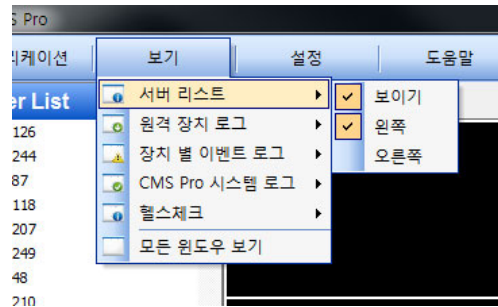 S Pro
리케이션 보기 설정 도움말
er List
서버 리스트
보이기
원격 장치 로그
왼쪽
장치 별 이벤트 로그
오른쪽
CMS Pro 시스템 로그
헬스체크
모든 윈도우 보기
126
244
87
118
207
249
48
210